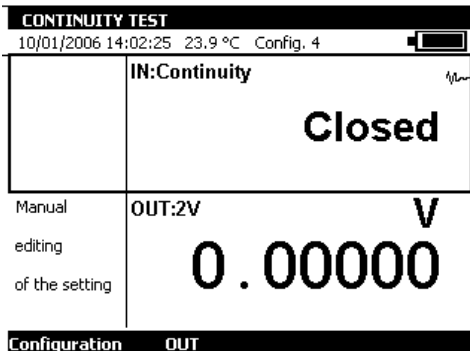 CONTINUITY TEST
10/01/2006 14:02:25 23.9 °C Config. 4
IN:Continuity
Closed
Manual
editing
of the setting
OUT:2V
V
0.00000
Configuration OUT